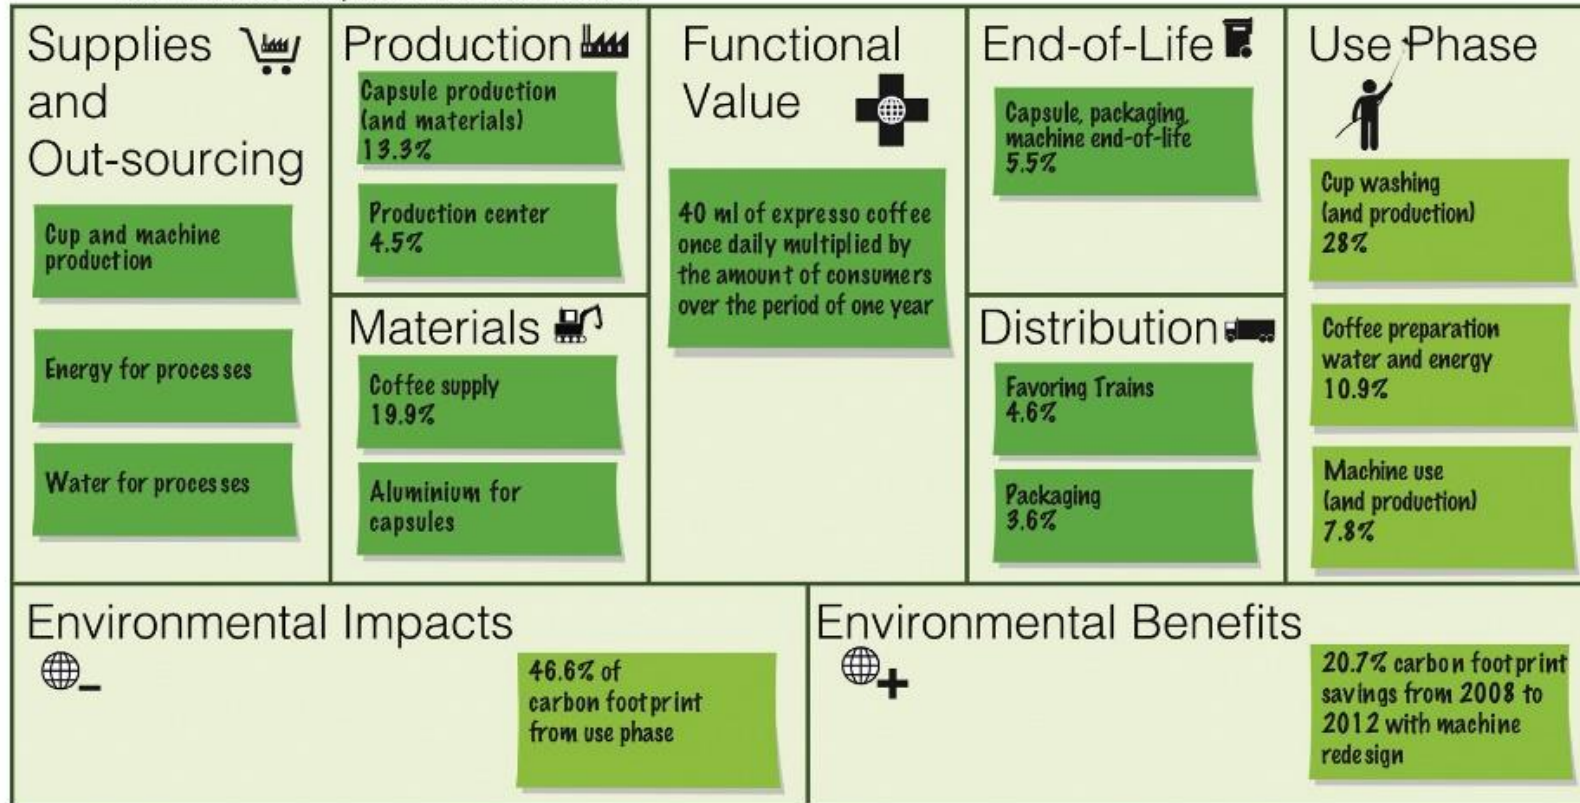 Supplies
and
Out-sourcing
Cup and machine
production
Energy for processes
Water for processes
Production
Capsule production
(and materials)
13.3%
Production center
4.5%
Materials
Coffee supply
19.9%
Aluminium for
capsules
Functional
Value
40 ml of expresso coffee
once daily multiplied by
the amount of consumers
over the period of one year
End-of-Life
Capsule, packaging,
machine end-of-life
5.5%
Distribution
Favoring Trains
4.6%
Packaging
3.6%
Use Phase
Cup washing
(and production)
28%
Coffee preparation
water and energy
10.9%
Machine use
(and production)
7.8%
Environmental Impacts
46.6% of
carbon footprint
from use phase
Environmental Benefits
20.7% carbon footprint
savings from 2008 to
2012 with machine
redesign